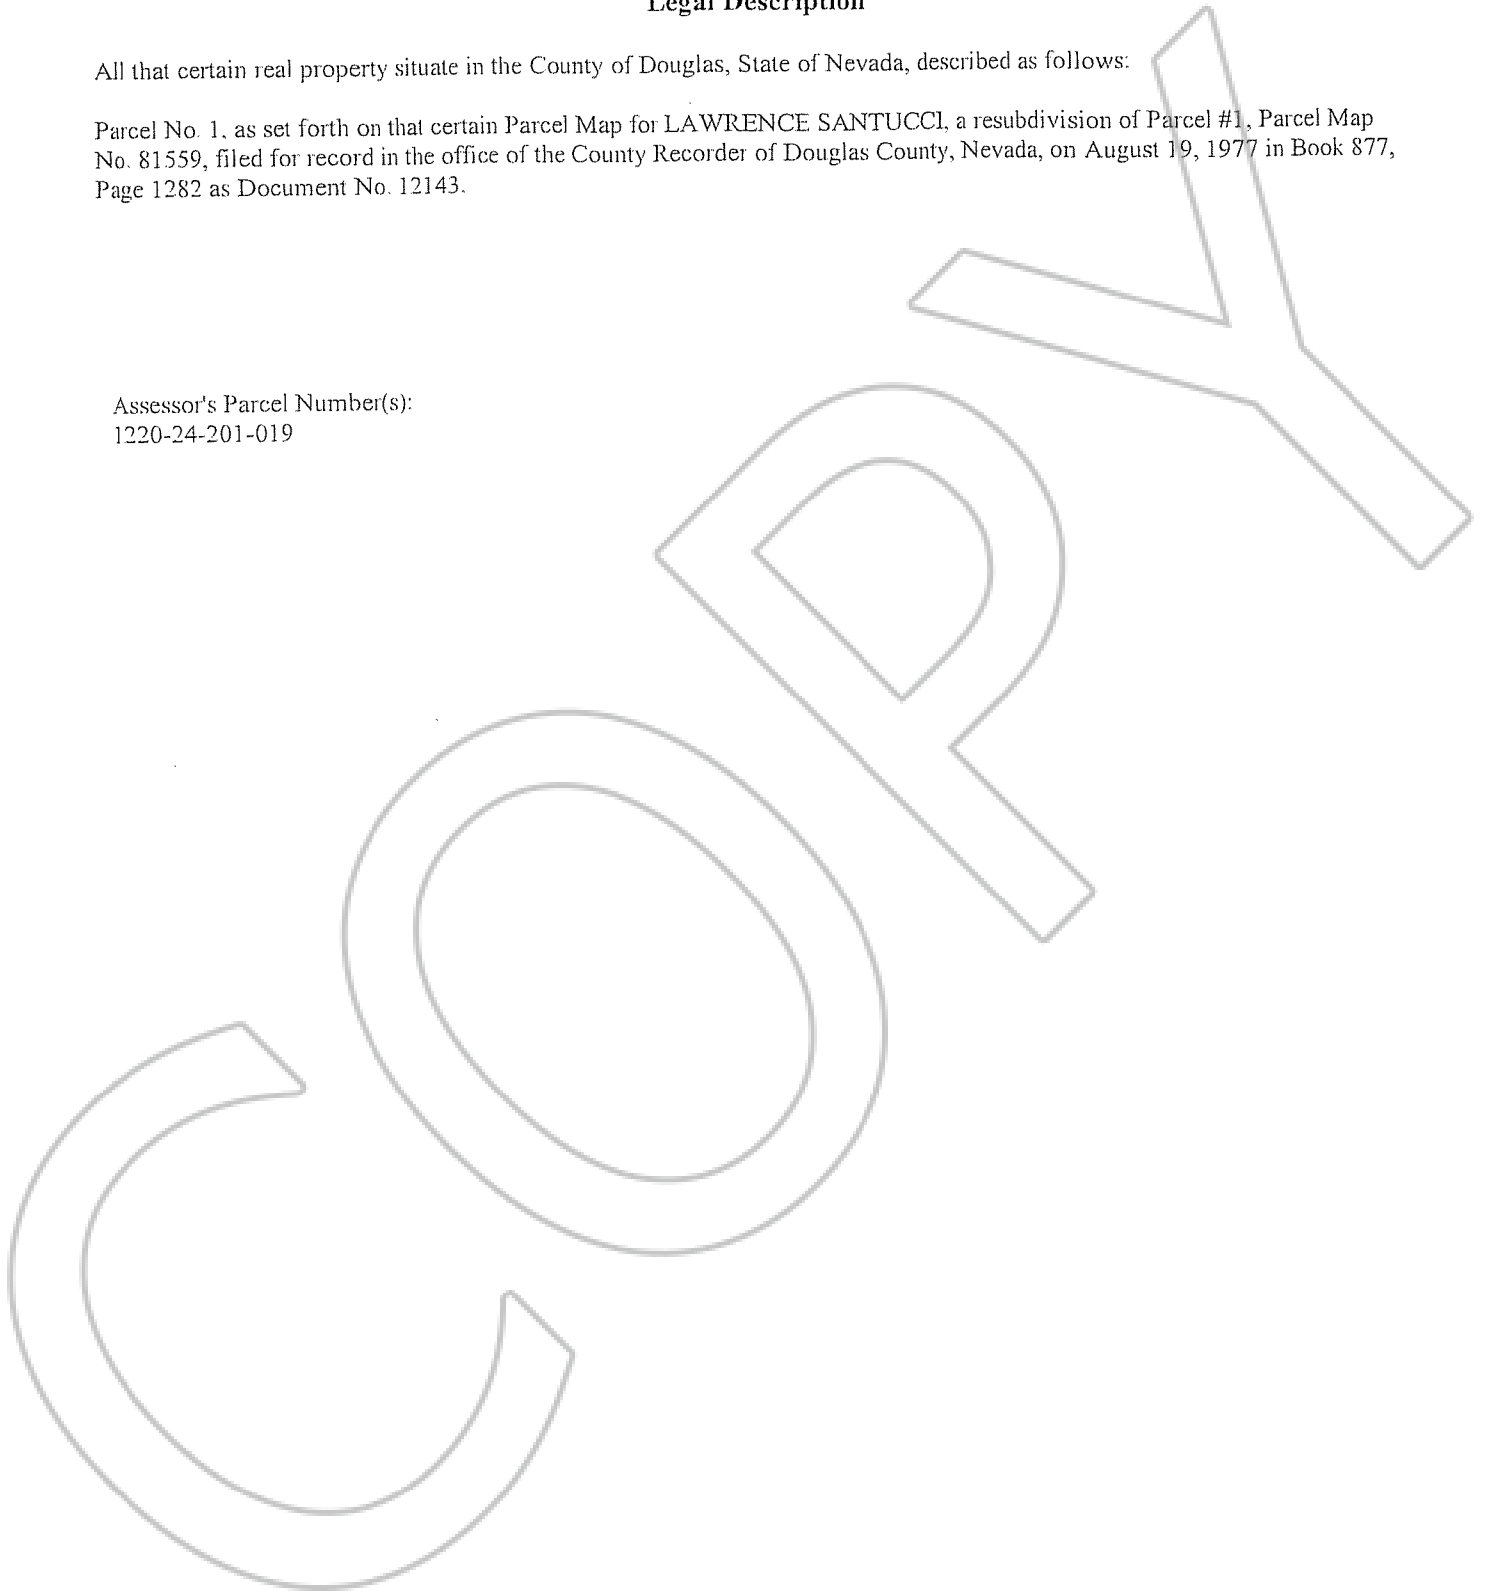 Legal Description
All that certain real property situate in the County of Douglas, State of Nevada, described as follows:
Parcel No. 1, as set forth on that certain Parcel Map for LAWRENCE SANTUCCI, a resubdivision of Parcel #1, Parcel Map
No. 81559, filed for record in the office of the County Recorder of Douglas County, Nevada, on August 19, 1977 in Book 877,
Page 1282 as Document No. 12143.
Assessor's Parcel Number(s):
1220-24-201-019
COPY